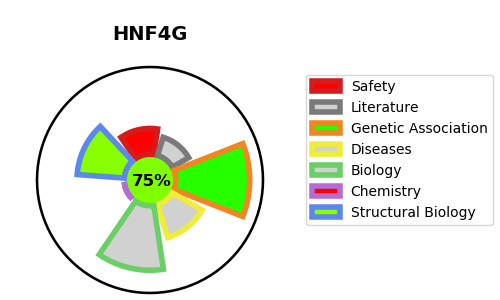 HNF4G
75%
Safety
Literature
Genetic Association
Diseases
Biology
Chemistry
Structural Biology